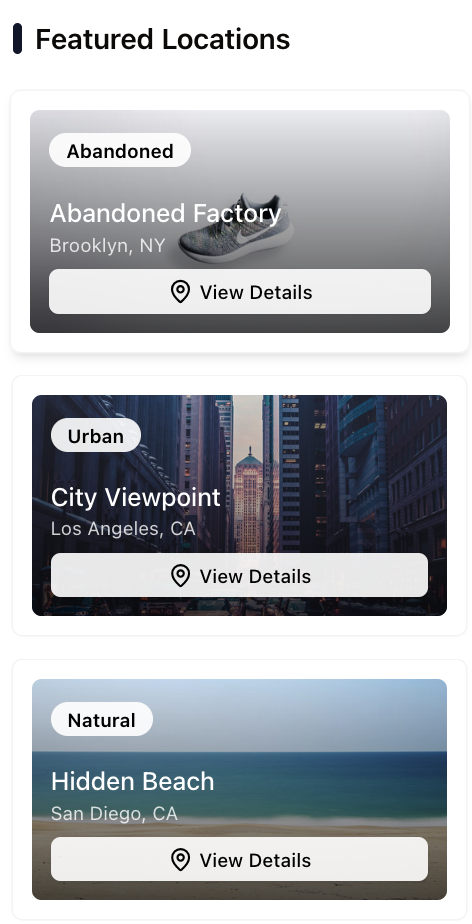 Featured Locations
Abandoned
Abandoned Factory
Brooklyn, NY
View Details
Urban
City Viewpoint
Los Angeles, CA
View Details
Natural
Hidden Beach
San Diego, CA
View Details